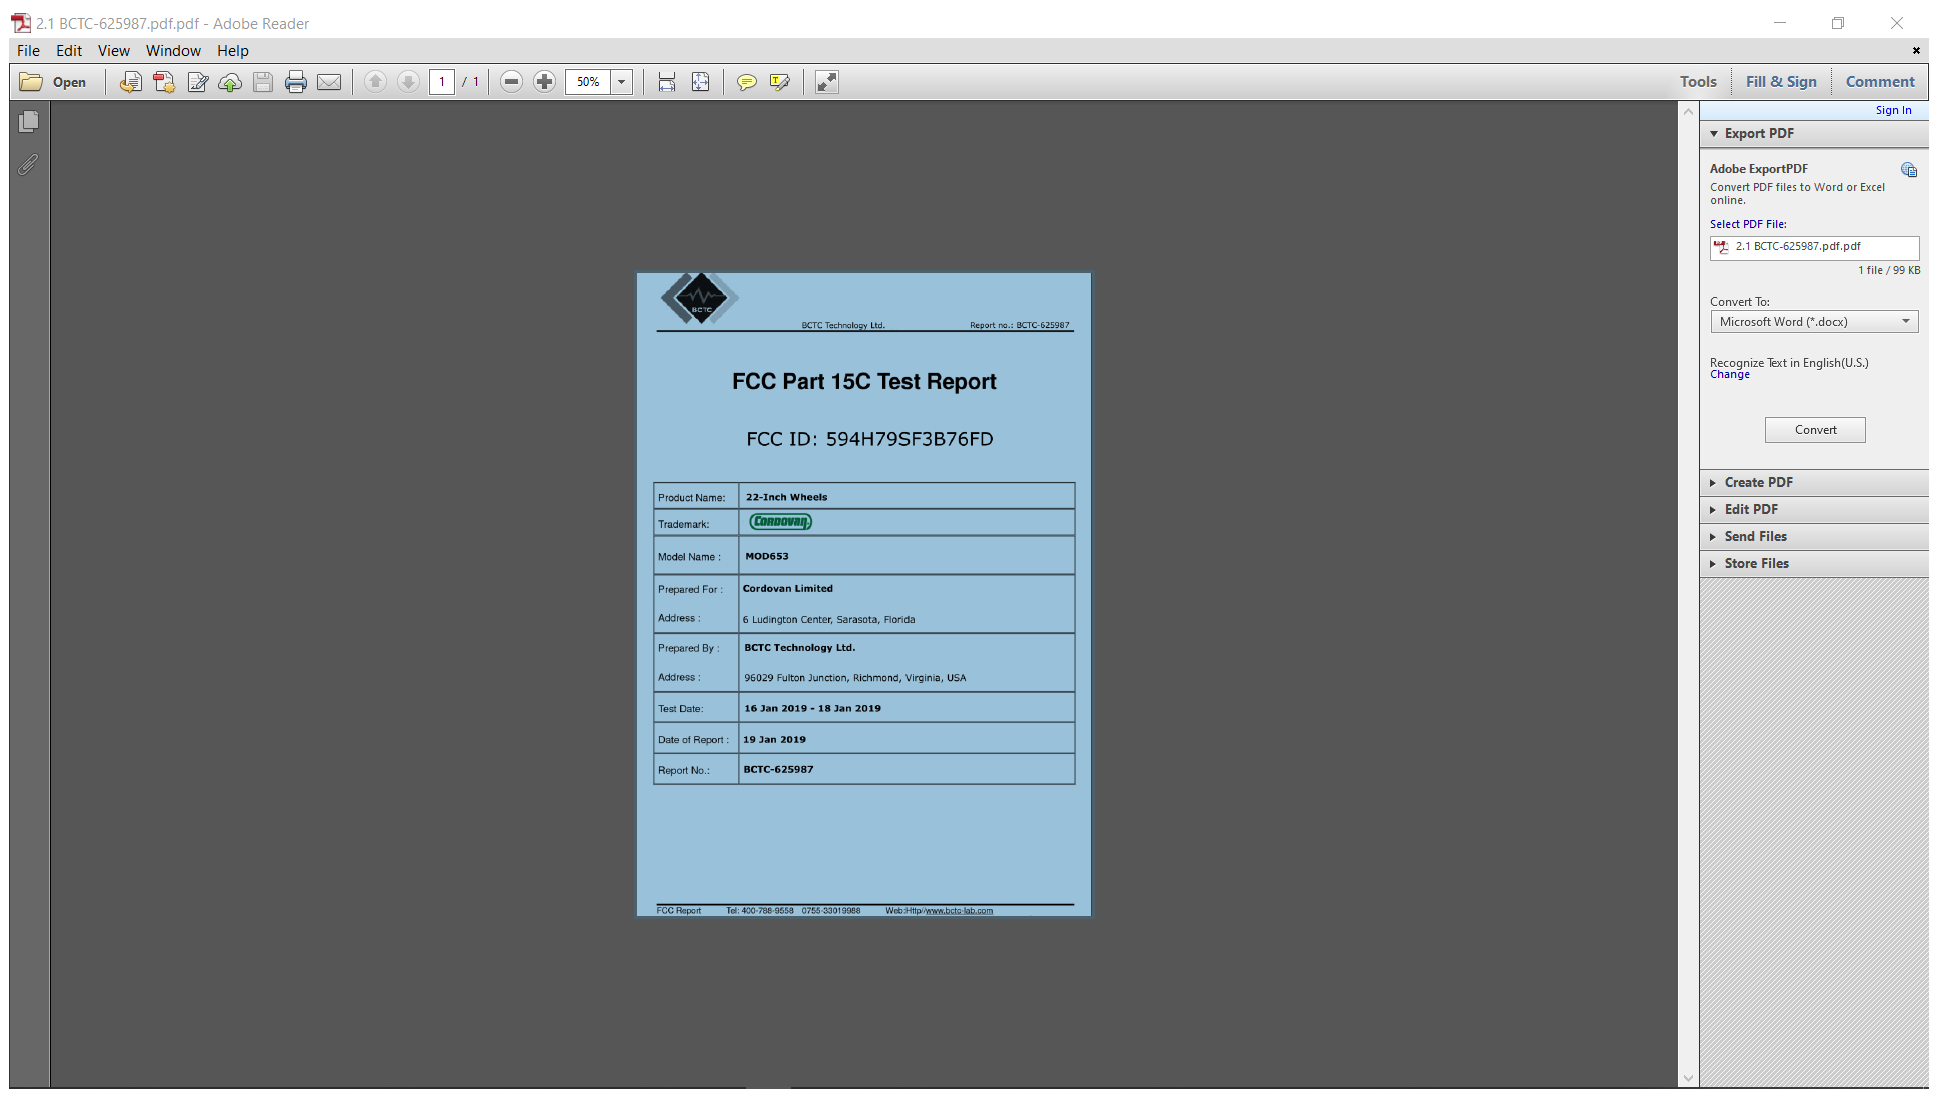 2.1 BCTC-625987.pdf.pdf - Adobe Reader
File Edit View Window Help
Open 1 / 1 50% Tools Fill & Sign Comment
Sign In
Export PDF
Adobe ExportPDF
Convert PDF files to Word or Excel
online.
Select PDF File:
2.1 BCTC-625987.pdf.pdf
1 file / 99 KB
Convert To:
Microsoft Word (*.docx)
Recognize Text in English(U.S.)
Change
Convert
Create PDF
Edit PDF
Send Files
Store Files
BCTC
BCTC Technology Ltd. Report no.: BCTC-625987
FCC Part 15C Test Report
FCC ID: 594H79SF3B76FD
Product Name: 22-Inch Wheels
Trademark: Cordovan
Model Name : MOD653
Prepared For : Cordovan Limited
Address : 6 Ludington Center, Sarasota, Florida
Prepared By : BCTC Technology Ltd.
Address : 96029 Fulton Junction, Richmond, Virginia, USA
Test Date: 16 Jan 2019 - 18 Jan 2019
Date of Report : 19 Jan 2019
Report No.: BCTC-625987
FCC Report Tel: 400-788-9558 0755-33019988 Web:Http//www.bctc-lab.com